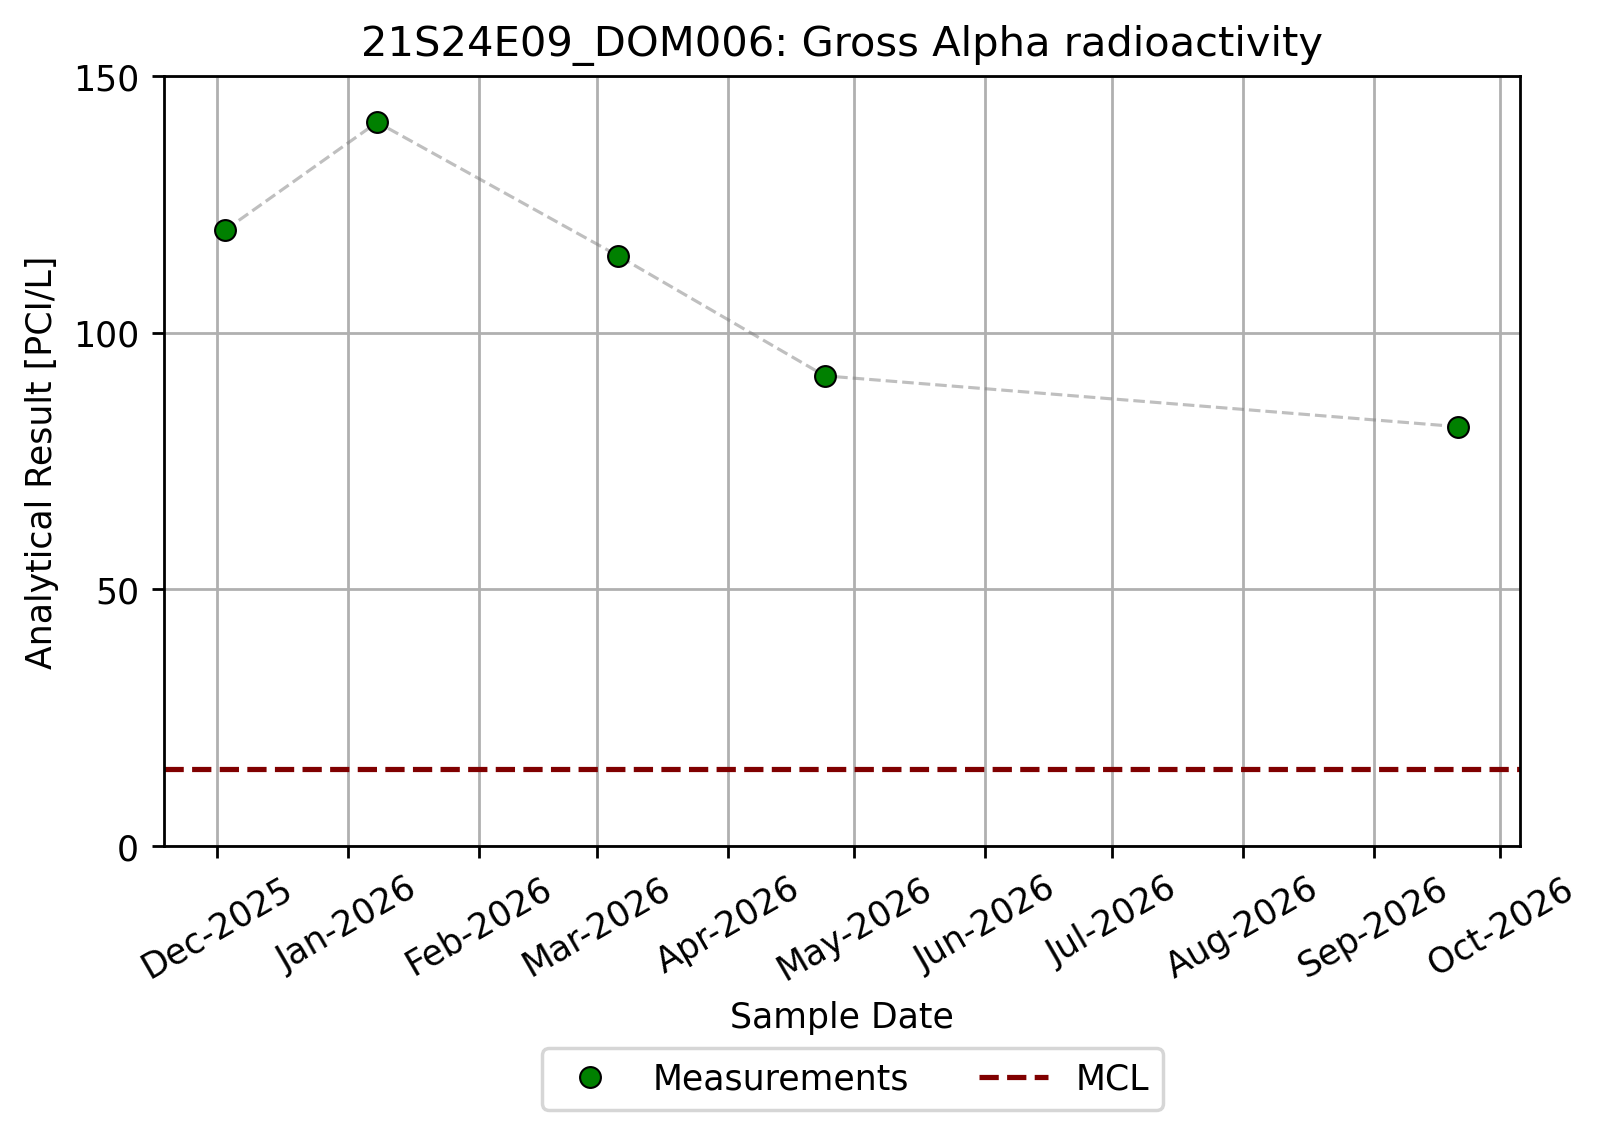 21S24E09_DOM006: Gross Alpha radioactivity
Analytical Result [PCI/L]
150
100
50
0
Dec-2025
Jan-2026
Feb-2026
Mar-2026
Apr-2026
May-2026
Jun-2026
Jul-2026
Aug-2026
Sep-2026
Oct-2026
Sample Date
Measurements
MCL